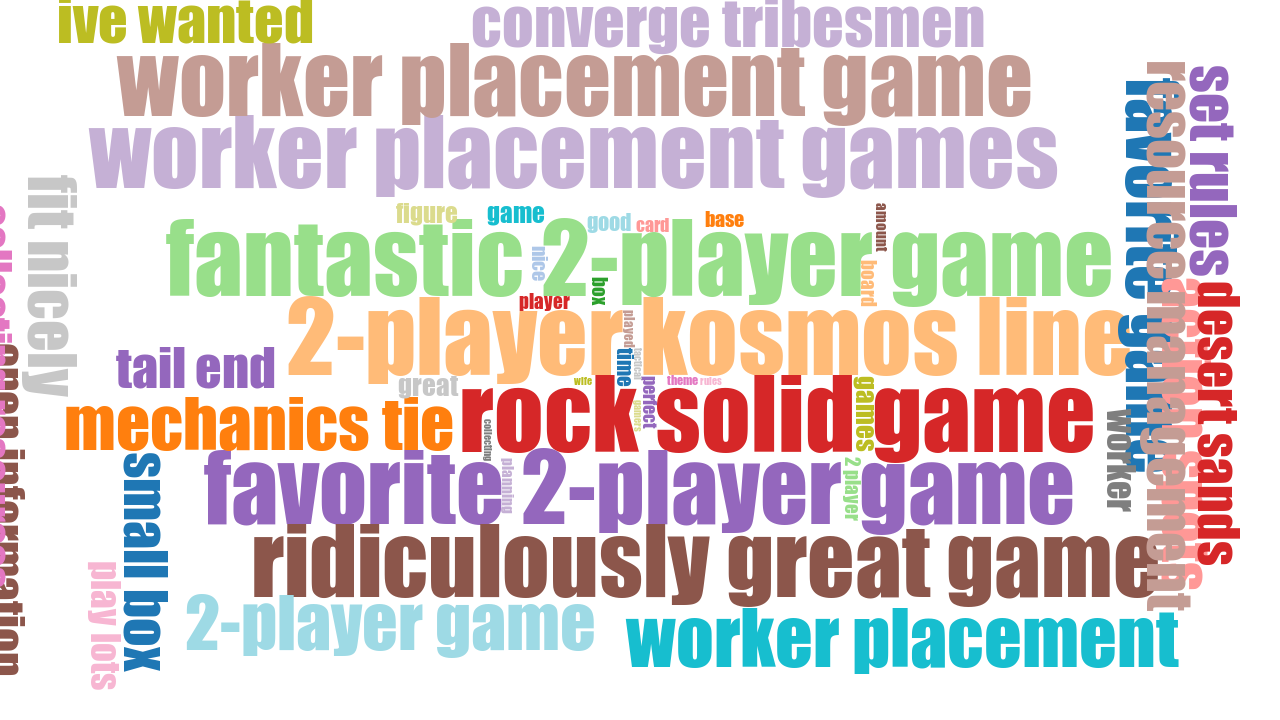 ive wanted
converge tribesmen
worker placement game
worker placement games
set rules
resource management
favorite game
fit nicely
figure
game
good
card
base
amount
fantastic 2-player game
nice
box
board
player
2-player kosmos line
played
time
tactical
tail end
great
wife
perfect
theme
rules
games
desert sands
mechanics tie
rock solid game
gamers
collecting
worker
favorite 2-player game
planning
2 player
small box
open information
ridiculously great game
play lots
2-player game
worker placement